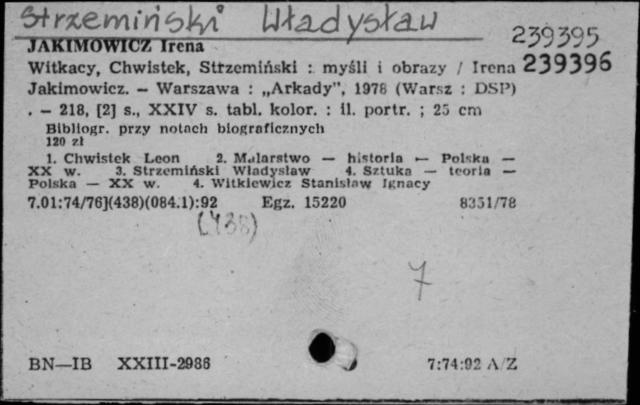 Strzemiński Władysław
239395
JAKIMOWICZ Irena
Witkacy, Chwistek, Strzemiński : myśli i obrazy / Irena 239396
Jakimowicz. — Warszawa : „Arkady”, 1978 (Warsz : DSP)
. — 218, [2] s., XXIV s. tabl. kolor. : il. portr. ; 25 cm
Bibliogr. przy notach biograficznych
120 zł
1. Chwistek Leon 2. Malarstwo — historia — Polska —
XX w. 3. Strzemiński Władysław 4. Sztuka — teoria —
Polska — XX w. 4. Witkiewicz Stanisław Ignacy
7.01:74/76](438)(084.1):92 Egz. 15220 8351/78
(438)
7
BN—IB XXIII-2986 7:74:92 A/Z